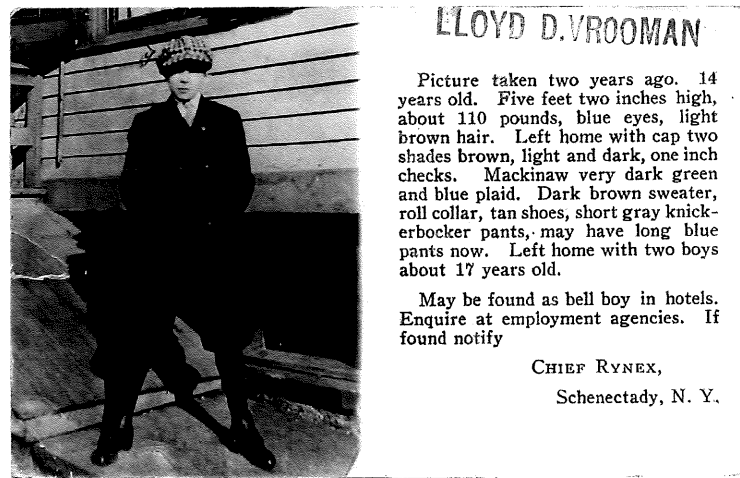 LLOYD D. VROOMAN
Picture taken two years ago. 14
years old. Five feet two inches high,
about 110 pounds, blue eyes, light
brown hair. Left home with cap two
shades brown, light and dark, one inch
checks. Mackinaw very dark green
and blue plaid. Dark brown sweater,
roll collar, tan shoes, short gray knick-
erbocker pants, may have long blue
pants now. Left home with two boys
about 17 years old.
May be found as bell boy in hotels.
Enquire at employment agencies. If
found notify
CHIEF RYNEX,
Schenectady, N. Y.